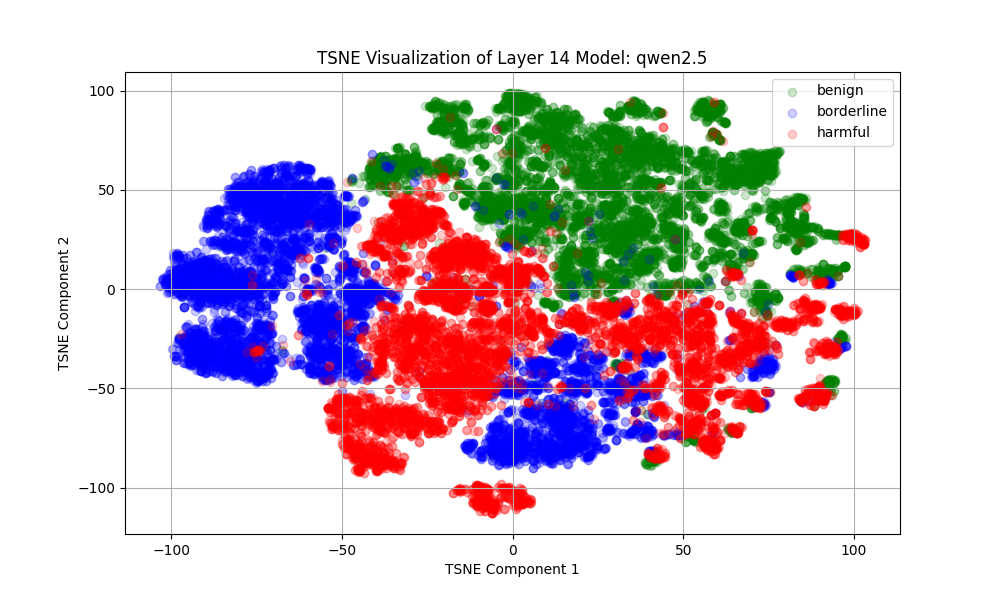 TSNE Visualization of Layer 14 Model: qwen2.5
benign
borderline
harmful
100
50
0
−50
−100
TSNE Component 2
−100
−50
0
50
100
TSNE Component 1